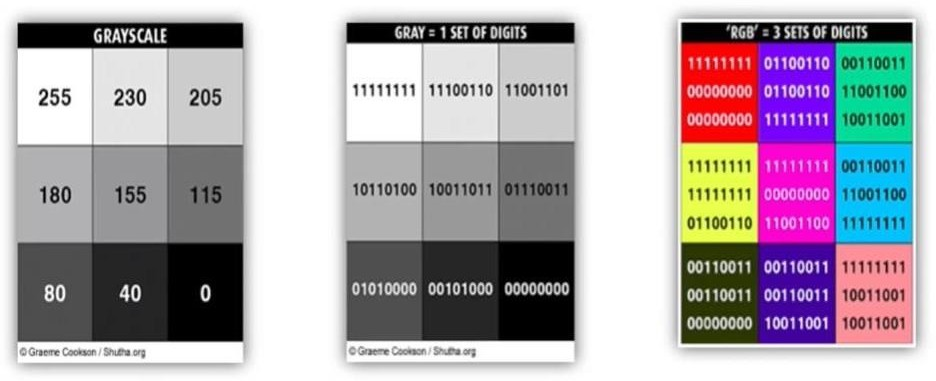 GRAYSCALE
255 230 205
180 155 115
80 40 0
© Graeme Cookson / Shutha.org
GRAY = 1 SET OF DIGITS
11111111 11100110 11001101
10110100 10011011 01110011
01010000 00101000 00000000
© Graeme Cookson / Shutha.org
'RGB' = 3 SETS OF DIGITS
11111111 01100110 00110011
00000000 01100110 11001100
00000000 11111111 10011001
11111111 11111111 00110011
11111111 00000000 11001100
01100110 11001100 11111111
00110011 00110011 11111111
00110011 00110011 10011001
00000000 10011001 10011001